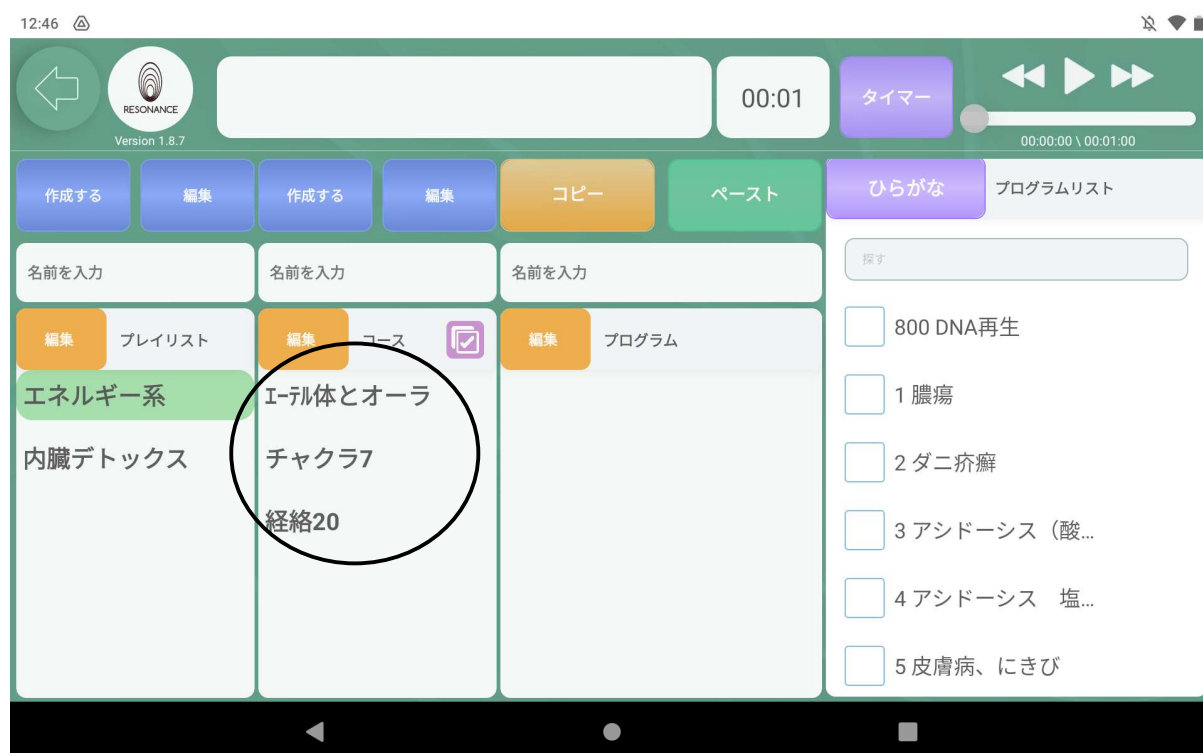 12:46
RESONANCE
Version 1.8.7
00:01
タイマー
00:00:00 \ 00:01:00
作成する
編集
作成する
編集
コピー
ペースト
ひらがな
プログラムリスト
名前を入力
名前を入力
名前を入力
探す
編集
プレイリスト
編集
コース
編集
プログラム
エネルギー系
内臓デトックス
ｴｰﾃﾙ体とオーラ
チャクラ7
経絡20
800 DNA再生
1 膿瘍
2 ダニ疥癬
3 アシドーシス（酸...
4 アシドーシス　塩...
5 皮膚病、にきび